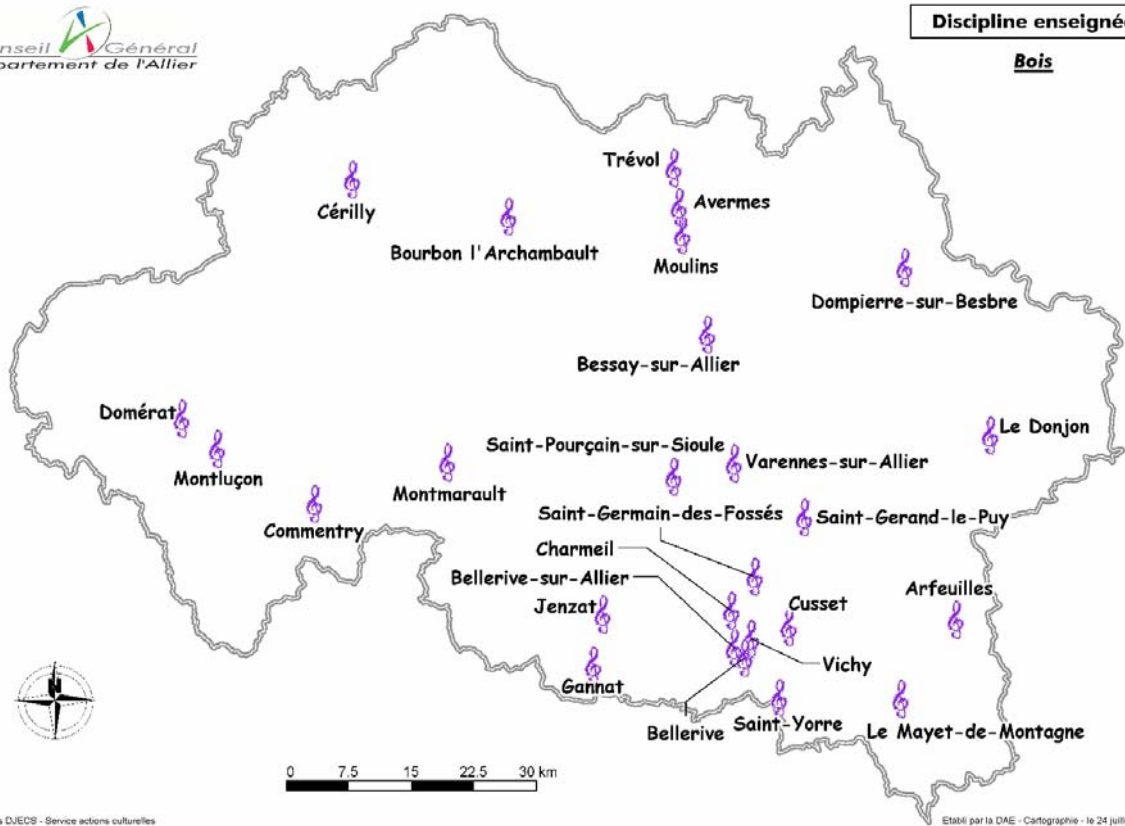 nseil Général
partement de l'Allier
Discipline enseignée
Bois
Trévol
Avermes
Cérilly
Bourbon l'Archambault
Moulins
Dompierre-sur-Besbre
Bessay-sur-Allier
Domérat
Le Donjon
Saint-Pourçain-sur-Sioule
Varennes-sur-Allier
Montluçon
Montmarault
Saint-Germain-des-Fossés
Saint-Gerand-le-Puy
Commentry
Charmeil
Bellerive-sur-Allier
Arfeuilles
Jenzat
Cusset
Vichy
Gannat
N
Bellerive
Saint-Yorre
Le Mayet-de-Montagne
0 7.5 15 22.5 30 km
s DJECS - Service actions culturelles
Etabli par la DAE - Cartographie - le 24 juill